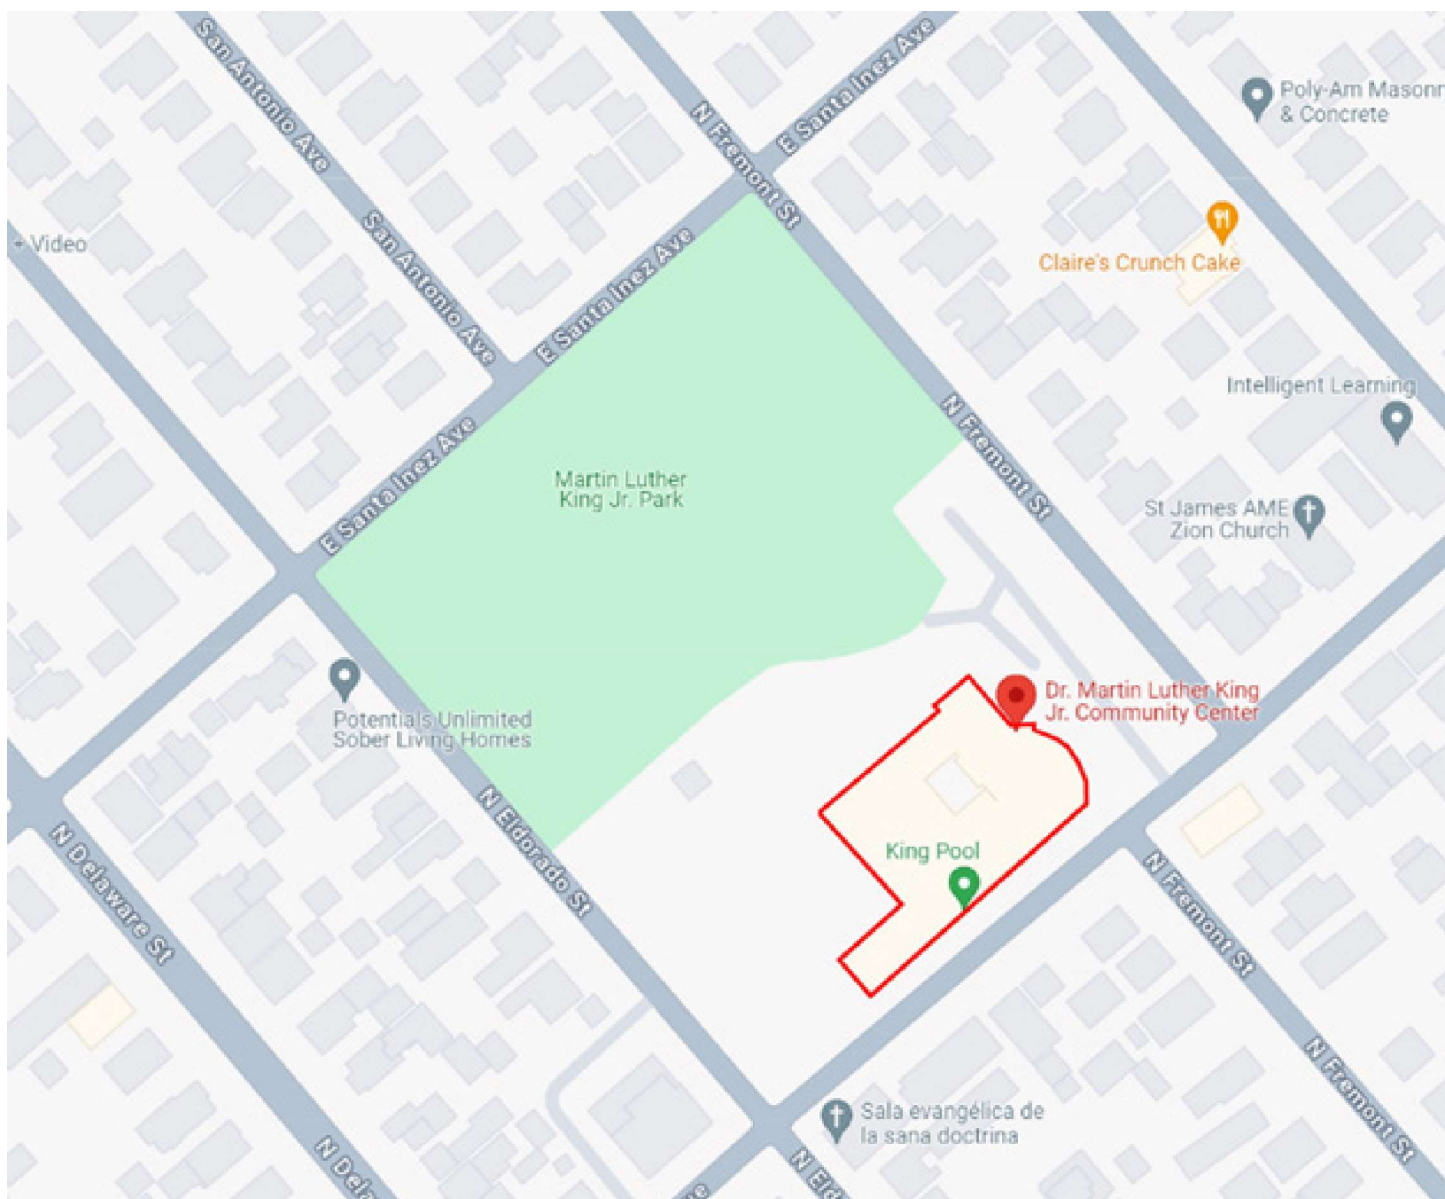 San Antonio Ave
E Santa Inez Ave
N Fremont St
Poly-Am Masonr
& Concrete
+ Video
San Antonio Ave
E Santa Inez Ave
Claire's Crunch Cake
Intelligent Learning
N Fremont St
E Santa Inez Ave
Martin Luther
King Jr. Park
St James AME
Zion Church
Potentials Unlimited
Sober Living Homes
Dr. Martin Luther King
Jr. Community Center
N Eldorado St
King Pool
N Delaware St
N Fremont St
N Fremont St
Sala evangélica de
la sana doctrina
N Dela
N Eld